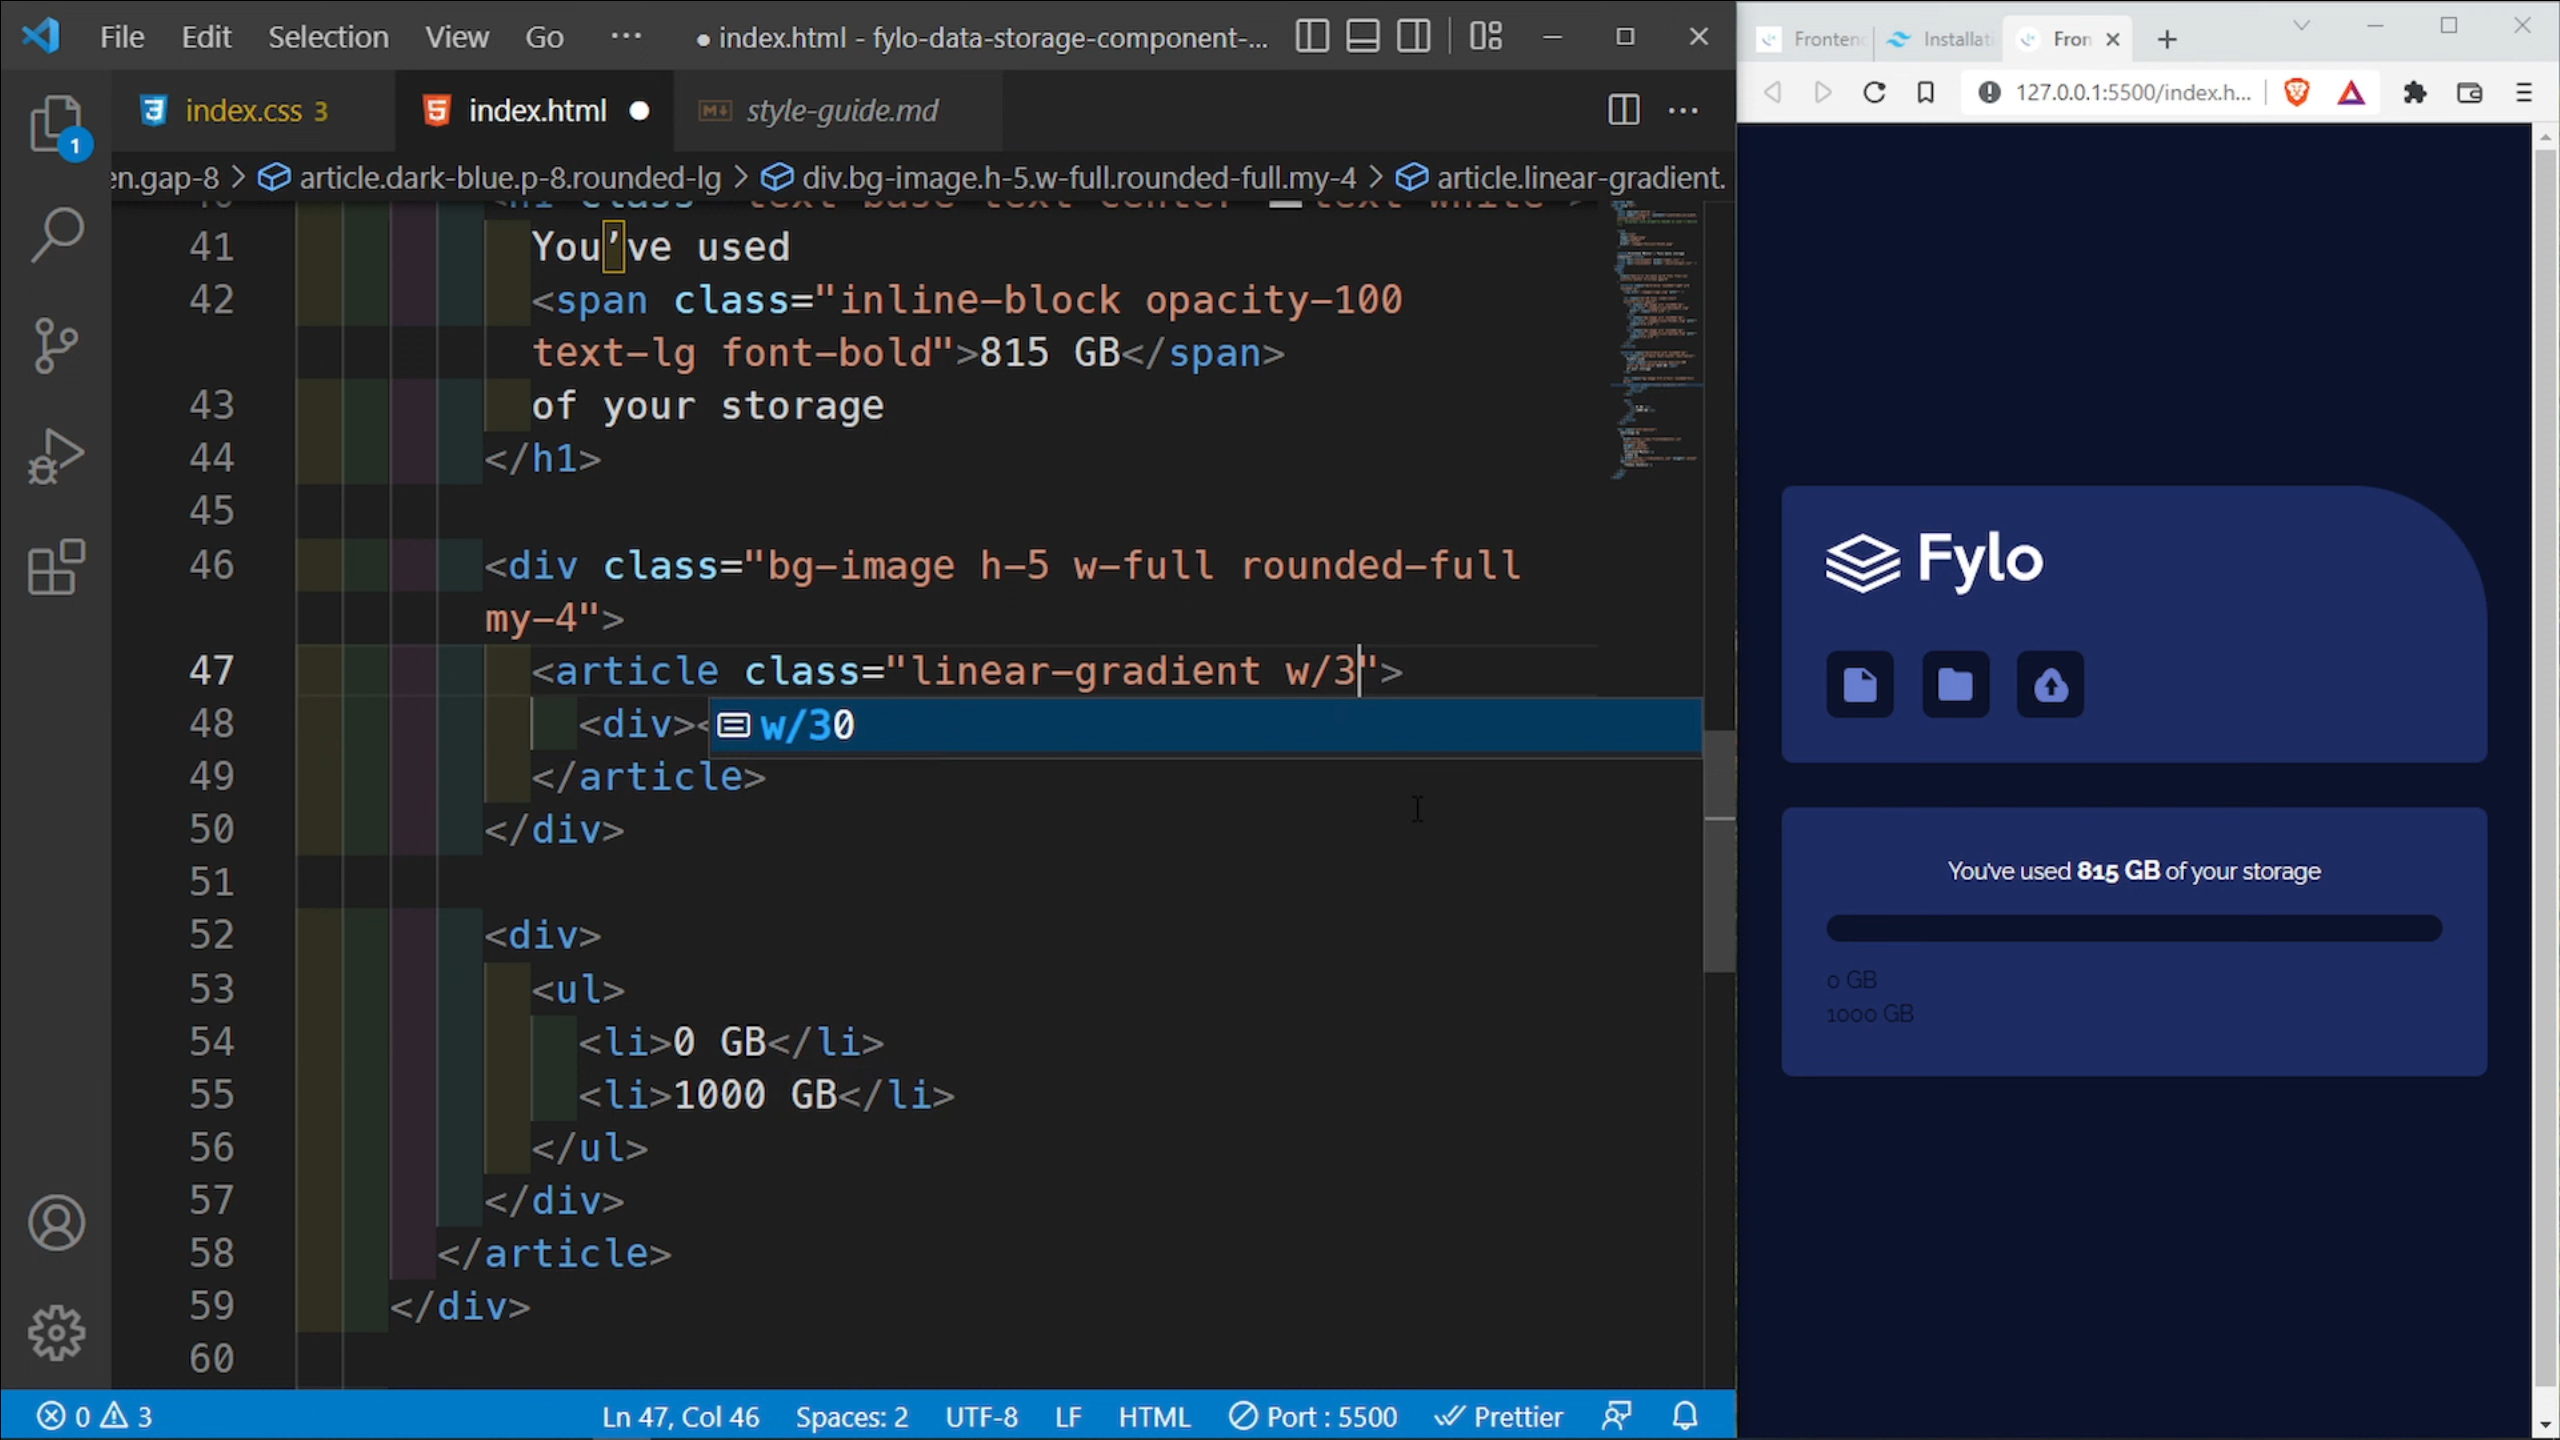 File Edit Selection View Go ··· ● index.html - fylo-data-storage-component-...
index.css 3 index.html style-guide.md
en.gap-8 > article.dark-blue.p-8.rounded-lg > div.bg-image.h-5.w-full.rounded-full.my-4 > article.linear-gradient.
41 You’ve used
42 <span class="inline-block opacity-100
text-lg font-bold">815 GB</span>
43 of your storage
44 </h1>
45
46 <div class="bg-image h-5 w-full rounded-full
my-4">
47 <article class="linear-gradient w/3">
48 <div><
w/30
49 </article>
50 </div>
51
52 <div>
53 <ul>
54 <li>0 GB</li>
55 <li>1000 GB</li>
56 </ul>
57 </div>
58 </article>
59 </div>
60
1
0 3 Ln 47, Col 46 Spaces: 2 UTF-8 LF HTML Port : 5500 Prettier
Fronten Installati Fron
127.0.0.1:5500/index.h...
Fylo
You've used 815 GB of your storage
0 GB
1000 GB